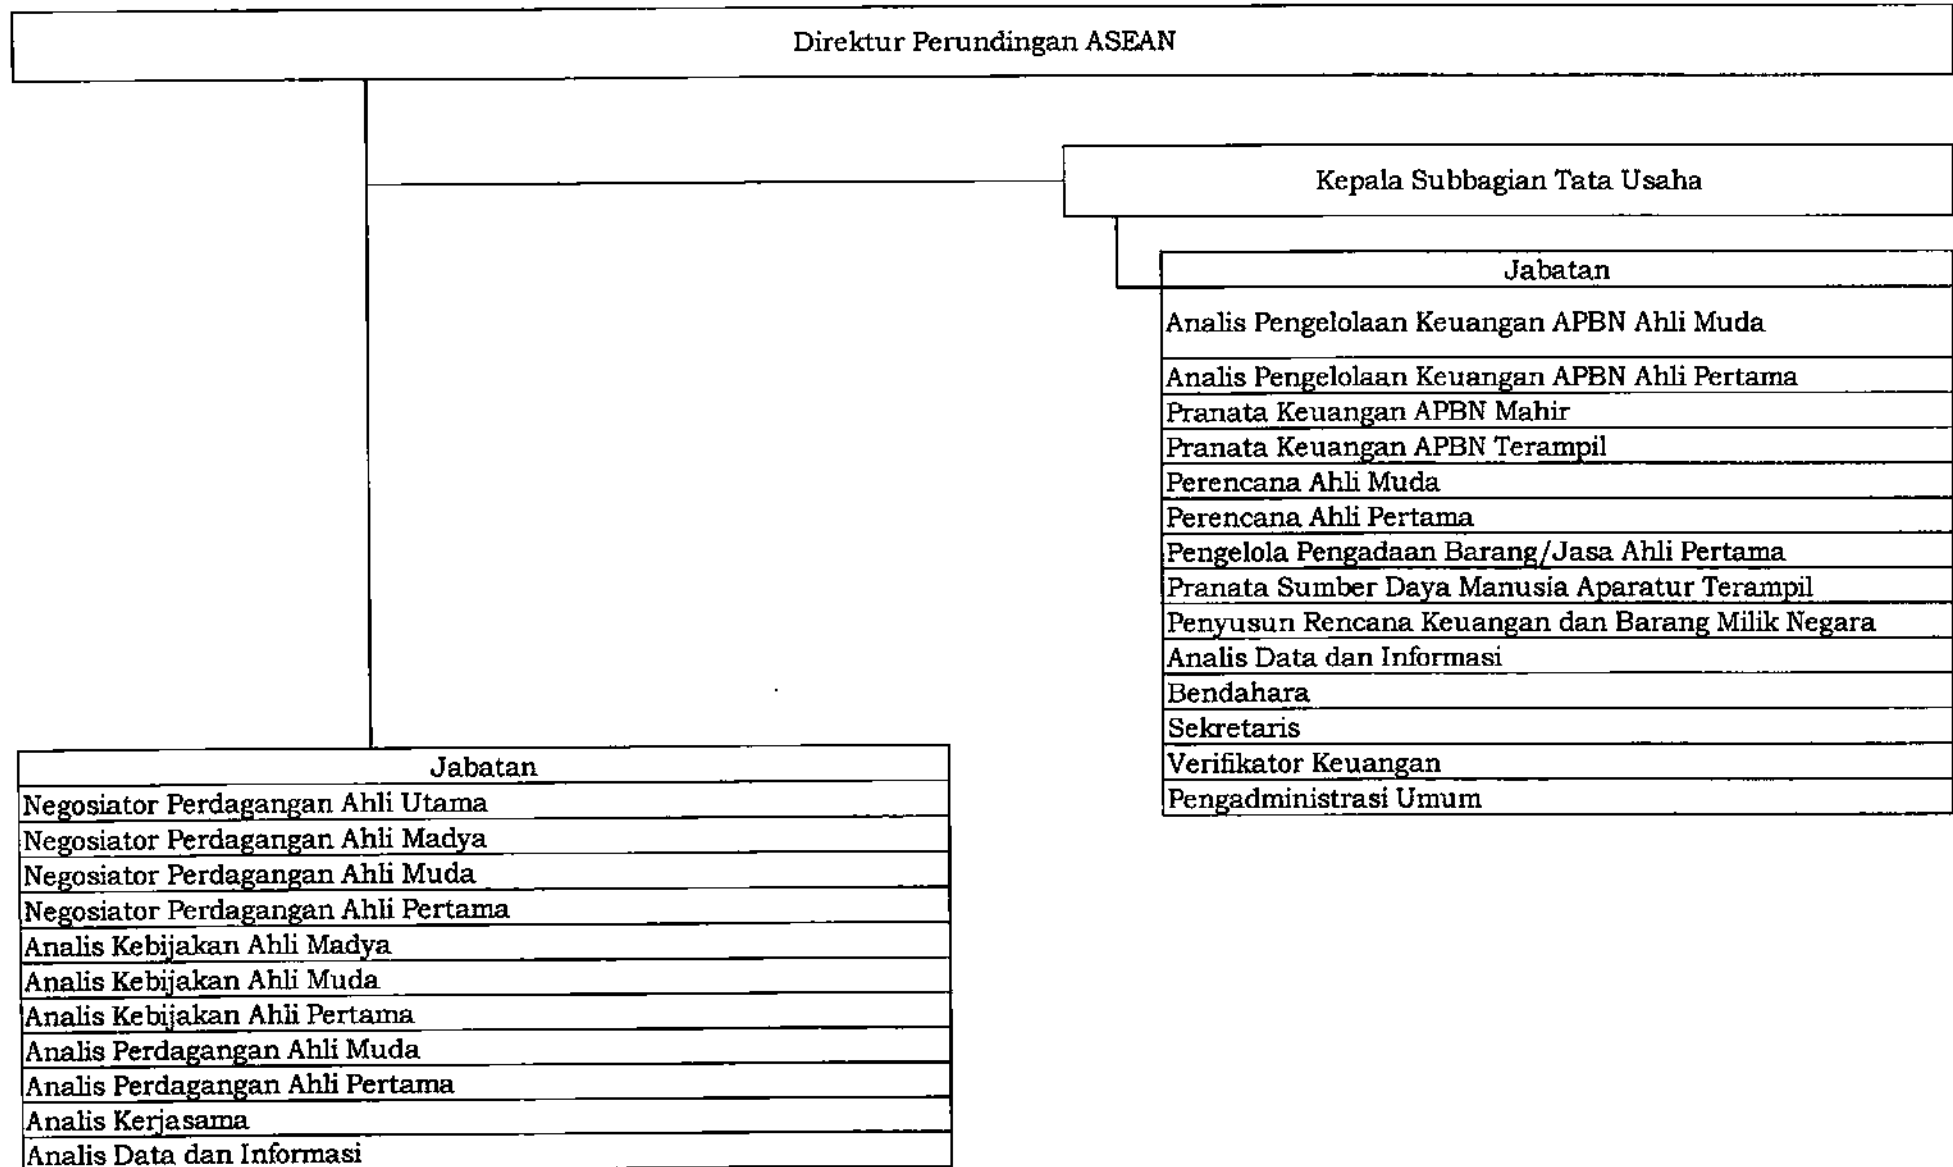 Direktur Perundingan ASEAN
Kepala Subbagian Tata Usaha
Jabatan
Analis Pengelolaan Keuangan APBN Ahli Muda
Analis Pengelolaan Keuangan APBN Ahli Pertama
Pranata Keuangan APBN Mahir
Pranata Keuangan APBN Terampil
Perencana Ahli Muda
Perencana Ahli Pertama
Pengelola Pengadaan Barang/Jasa Ahli Pertama
Pranata Sumber Daya Manusia Aparatur Terampil
Penyusun Rencana Keuangan dan Barang Milik Negara
Analis Data dan Informasi
Bendahara
Sekretaris
Verifikator Keuangan
Pengadministrasi Umum
Jabatan
Negosiator Perdagangan Ahli Utama
Negosiator Perdagangan Ahli Madya
Negosiator Perdagangan Ahli Muda
Negosiator Perdagangan Ahli Pertama
Analis Kebijakan Ahli Madya
Analis Kebijakan Ahli Muda
Analis Kebijakan Ahli Pertama
Analis Perdagangan Ahli Muda
Analis Perdagangan Ahli Pertama
Analis Kerjasama
Analis Data dan Informasi